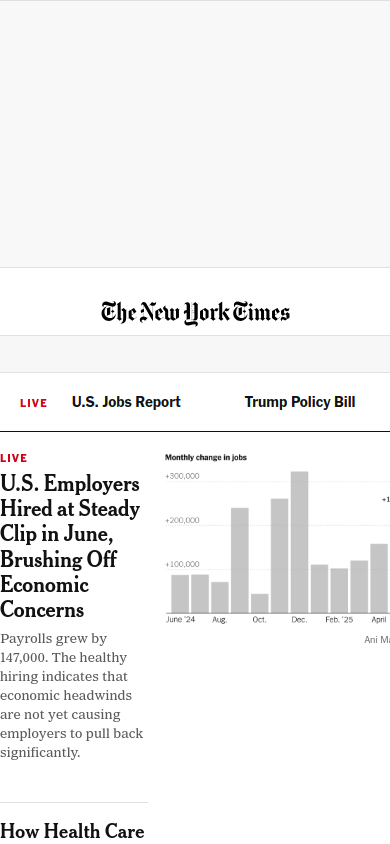 The New York Times
LIVE
U.S. Jobs Report
Trump Policy Bill
LIVE
U.S. Employers
Hired at Steady
Clip in June,
Brushing Off
Economic
Concerns
Payrolls grew by
147,000. The healthy
hiring indicates that
economic headwinds
are not yet causing
employers to pull back
significantly.
Monthly change in jobs
+300,000
+200,000
+100,000
+1
June '24 Aug. Oct. Dec. Feb. '25 April
Ani
How Health Care